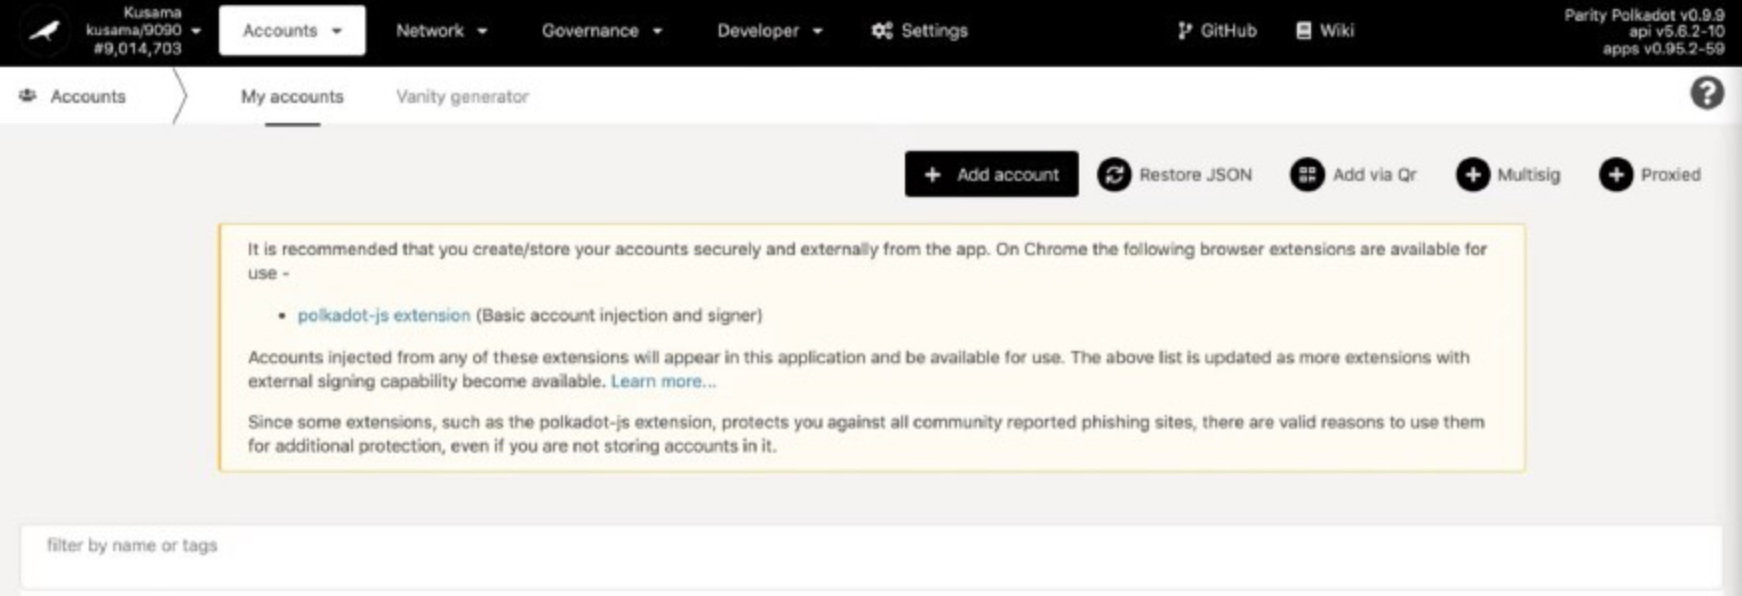 Kusama
kusama/9090
#9,014,703
Accounts
Network
Governance
Developer
Settings
GitHub
Wiki
Parity Polkadot v0.9.9
api v5.6.2-10
apps v0.95.2-59
Accounts
My accounts
Vanity generator
?
+ Add account
Restore JSON
Add via Qr
+ Multisig
+ Proxied
It is recommended that you create/store your accounts securely and externally from the app. On Chrome the following browser extensions are available for
use -
• polkadot-js extension (Basic account injection and signer)
Accounts injected from any of these extensions will appear in this application and be available for use. The above list is updated as more extensions with
external signing capability become available. Learn more...
Since some extensions, such as the polkadot-js extension, protects you against all community reported phishing sites, there are valid reasons to use them
for additional protection, even if you are not storing accounts in it.
filter by name or tags